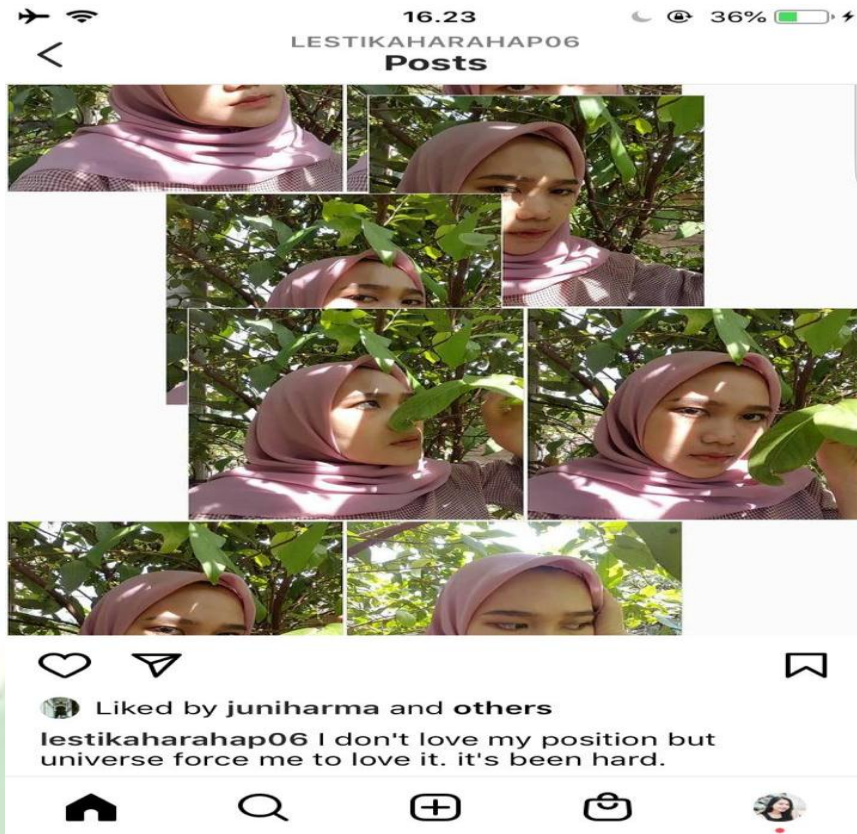 16.23
36%
LESTIKAHARAHAP06
Posts
Liked by juniharma and others
lestikaharahap06 I don't love my position but
universe force me to love it. it's been hard.